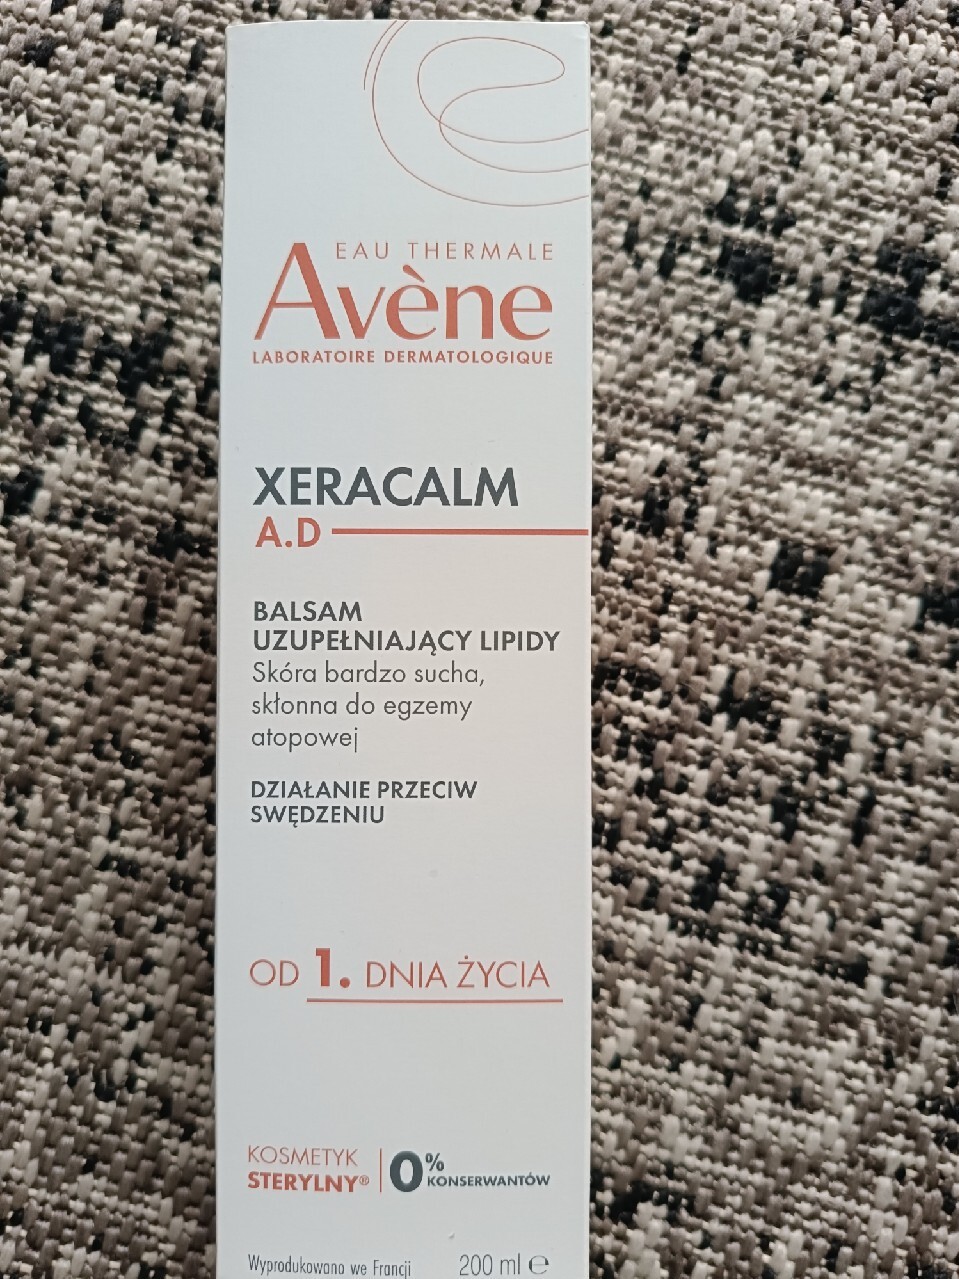 EAU THERMALE
Avène
LABORATOIRE DERMATOLOGIQUE
XERACALM
A.D
BALSAM
UZUPEŁNIAJĄCY LIPIDY
Skóra bardzo sucha,
skłonna do egzemy
atopowej
DZIAŁANIE PRZECIW
SWĘDZENIU
OD 1. DNIA ŻYCIA
KOSMETYK
STERYLNY®
0%
KONSERWANTÓW
Wyprodukowano we Francji 200 ml ℮